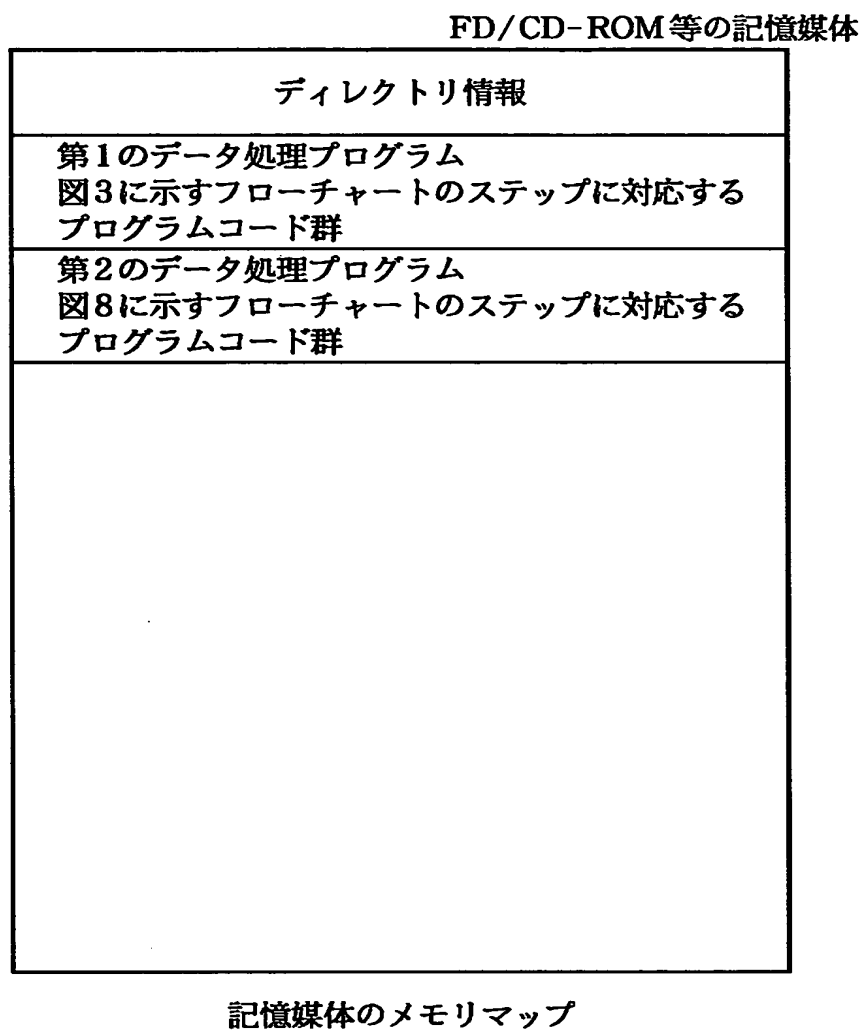 FD/CD-ROM等の記憶媒体
ディレクトリ情報
第1のデータ処理プログラム
図3に示すフローチャートのステップに対応する
プログラムコード群
第2のデータ処理プログラム
図8に示すフローチャートのステップに対応する
プログラムコード群
記憶媒体のメモリマップ